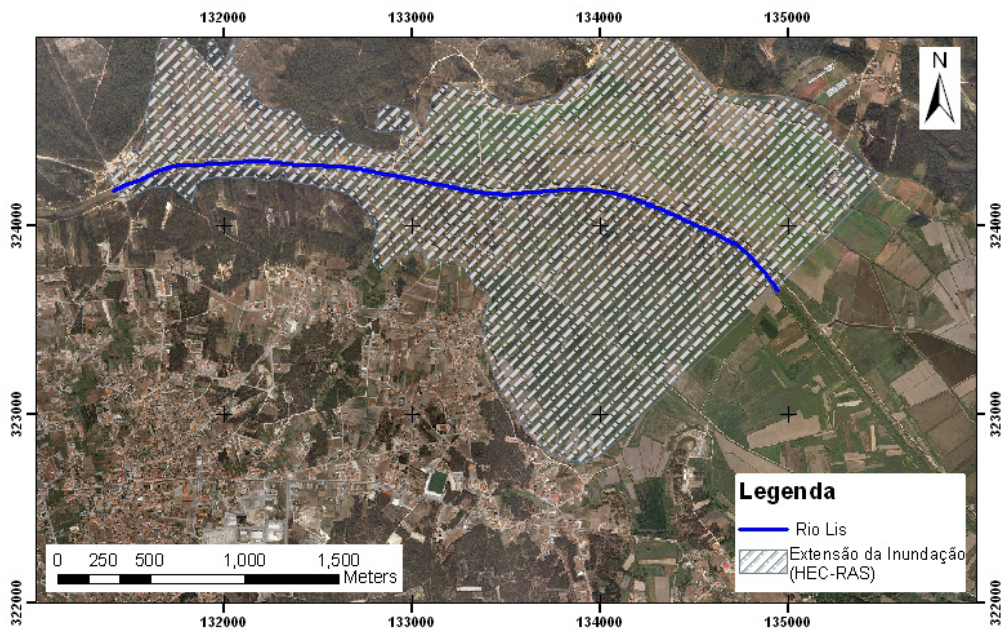 132000 133000 134000 135000
N
324000 324000
323000 323000
Legenda
Rio Lis
Extensão da Inundação
(HEC-RAS)
0 250 500 1,000 1,500
Meters
322000 322000
132000 133000 134000 135000